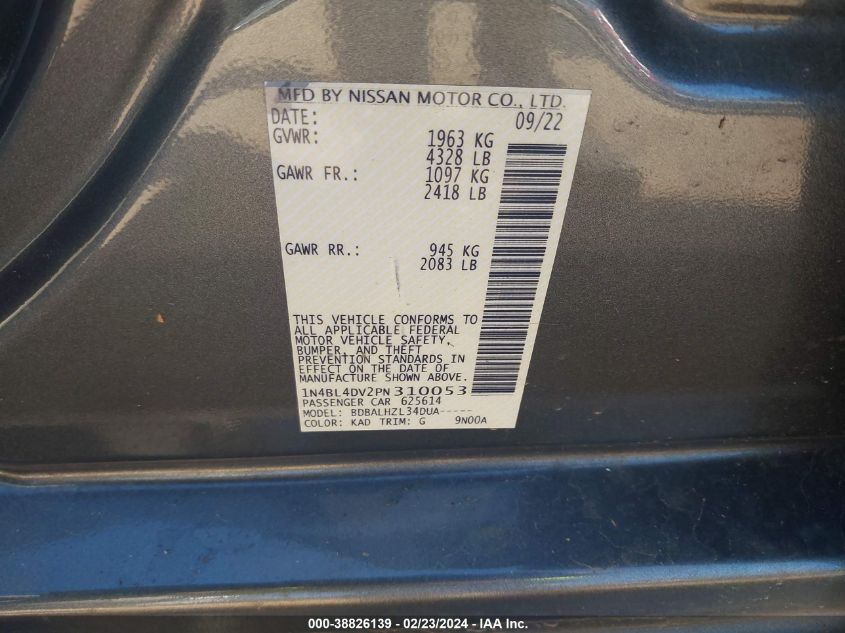 MFD BY NISSAN MOTOR CO., LTD.
DATE: 09/22
GVWR: 1963 KG
4328 LB
GAWR FR.: 1097 KG
2418 LB
GAWR RR.: 945 KG
2083 LB
THIS VEHICLE CONFORMS TO
ALL APPLICABLE FEDERAL
MOTOR VEHICLE SAFETY,
BUMPER, AND THEFT
PREVENTION STANDARDS IN
EFFECT ON THE DATE OF
MANUFACTURE SHOWN ABOVE.
1N4BL4DV2PN310053
PASSENGER CAR 625614
MODEL: BDBALHZL34DUA-----
COLOR: KAD TRIM: G 9N00A
000-38826139 - 02/23/2024 - IAA Inc.